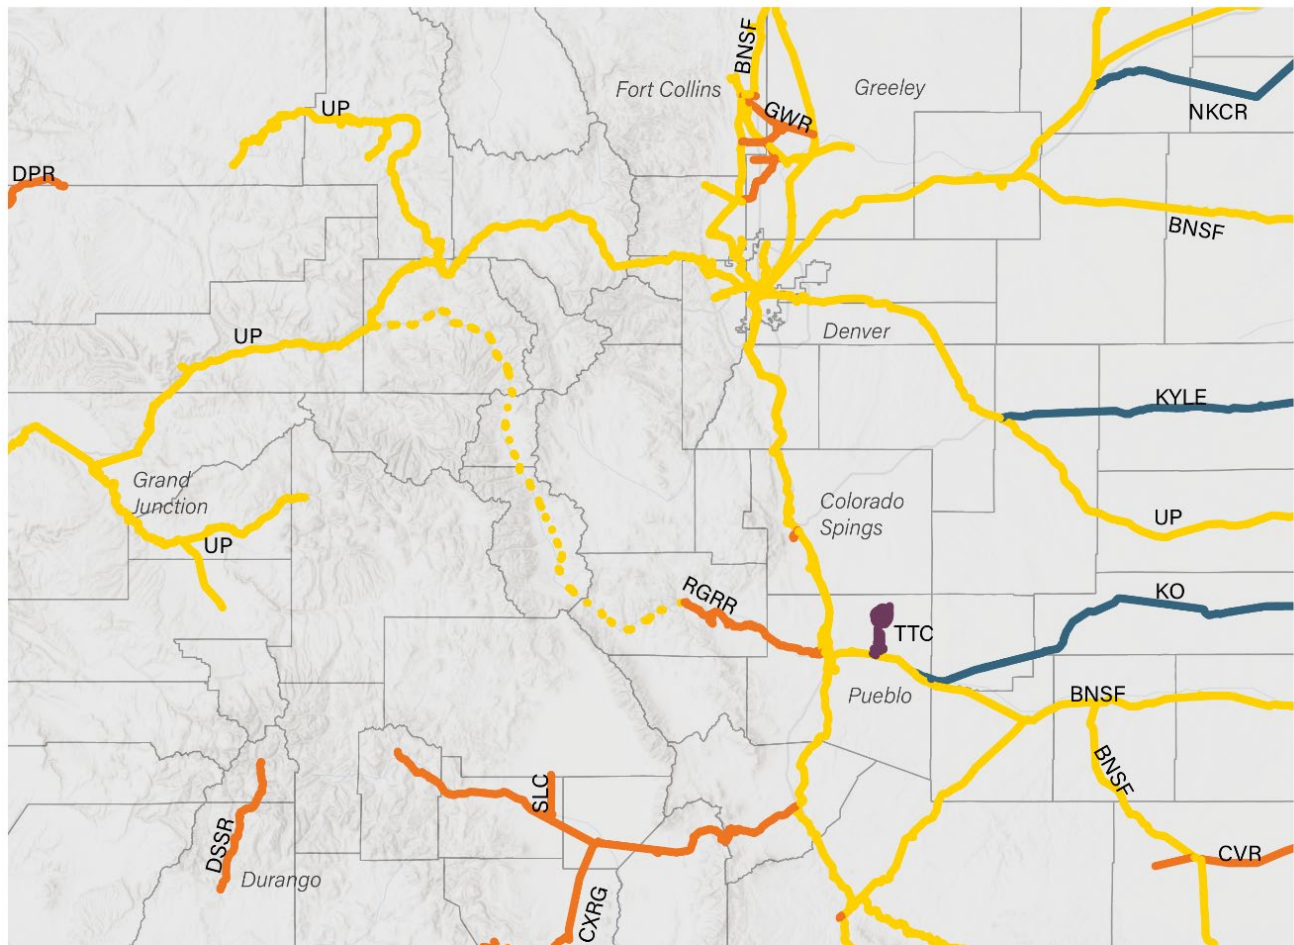 BNSF
Fort Collins
Greeley
UP
GWR
NKCR
DPR
BNSF
UP
Denver
KYLE
Grand
Junction
Colorado
Spings
UP
UP
RGRR
KO
TTC
Pueblo
BNSF
BNSF
SLC
DSSR
CVR
Durango
CXRG